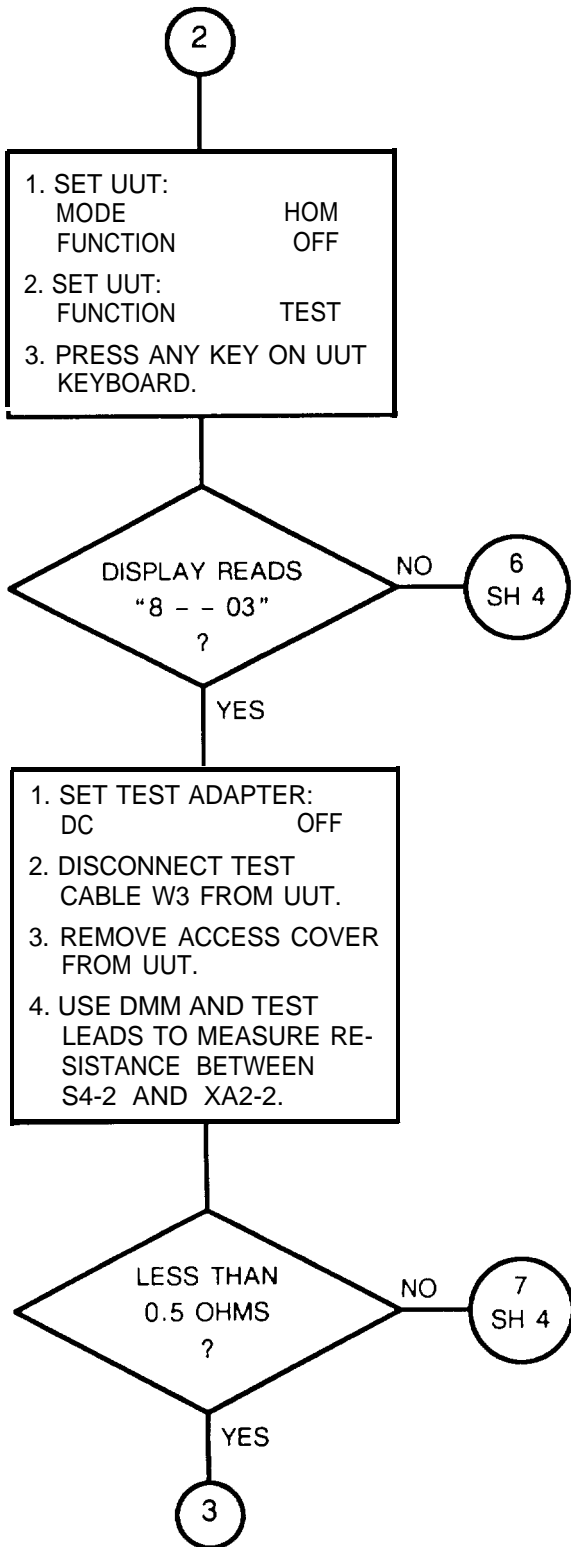 2
1. SET UUT:
MODE HOM
FUNCTION OFF
2. SET UUT:
FUNCTION TEST
3. PRESS ANY KEY ON UUT
KEYBOARD.
DISPLAY READS
"8 – – 03"
?
NO
6
SH 4
YES
1. SET TEST ADAPTER:
DC OFF
2. DISCONNECT TEST
CABLE W3 FROM UUT.
3. REMOVE ACCESS COVER
FROM UUT.
4. USE DMM AND TEST
LEADS TO MEASURE RE-
SISTANCE BETWEEN
S4-2 AND XA2-2.
LESS THAN
0.5 OHMS
?
NO
7
SH 4
YES
3